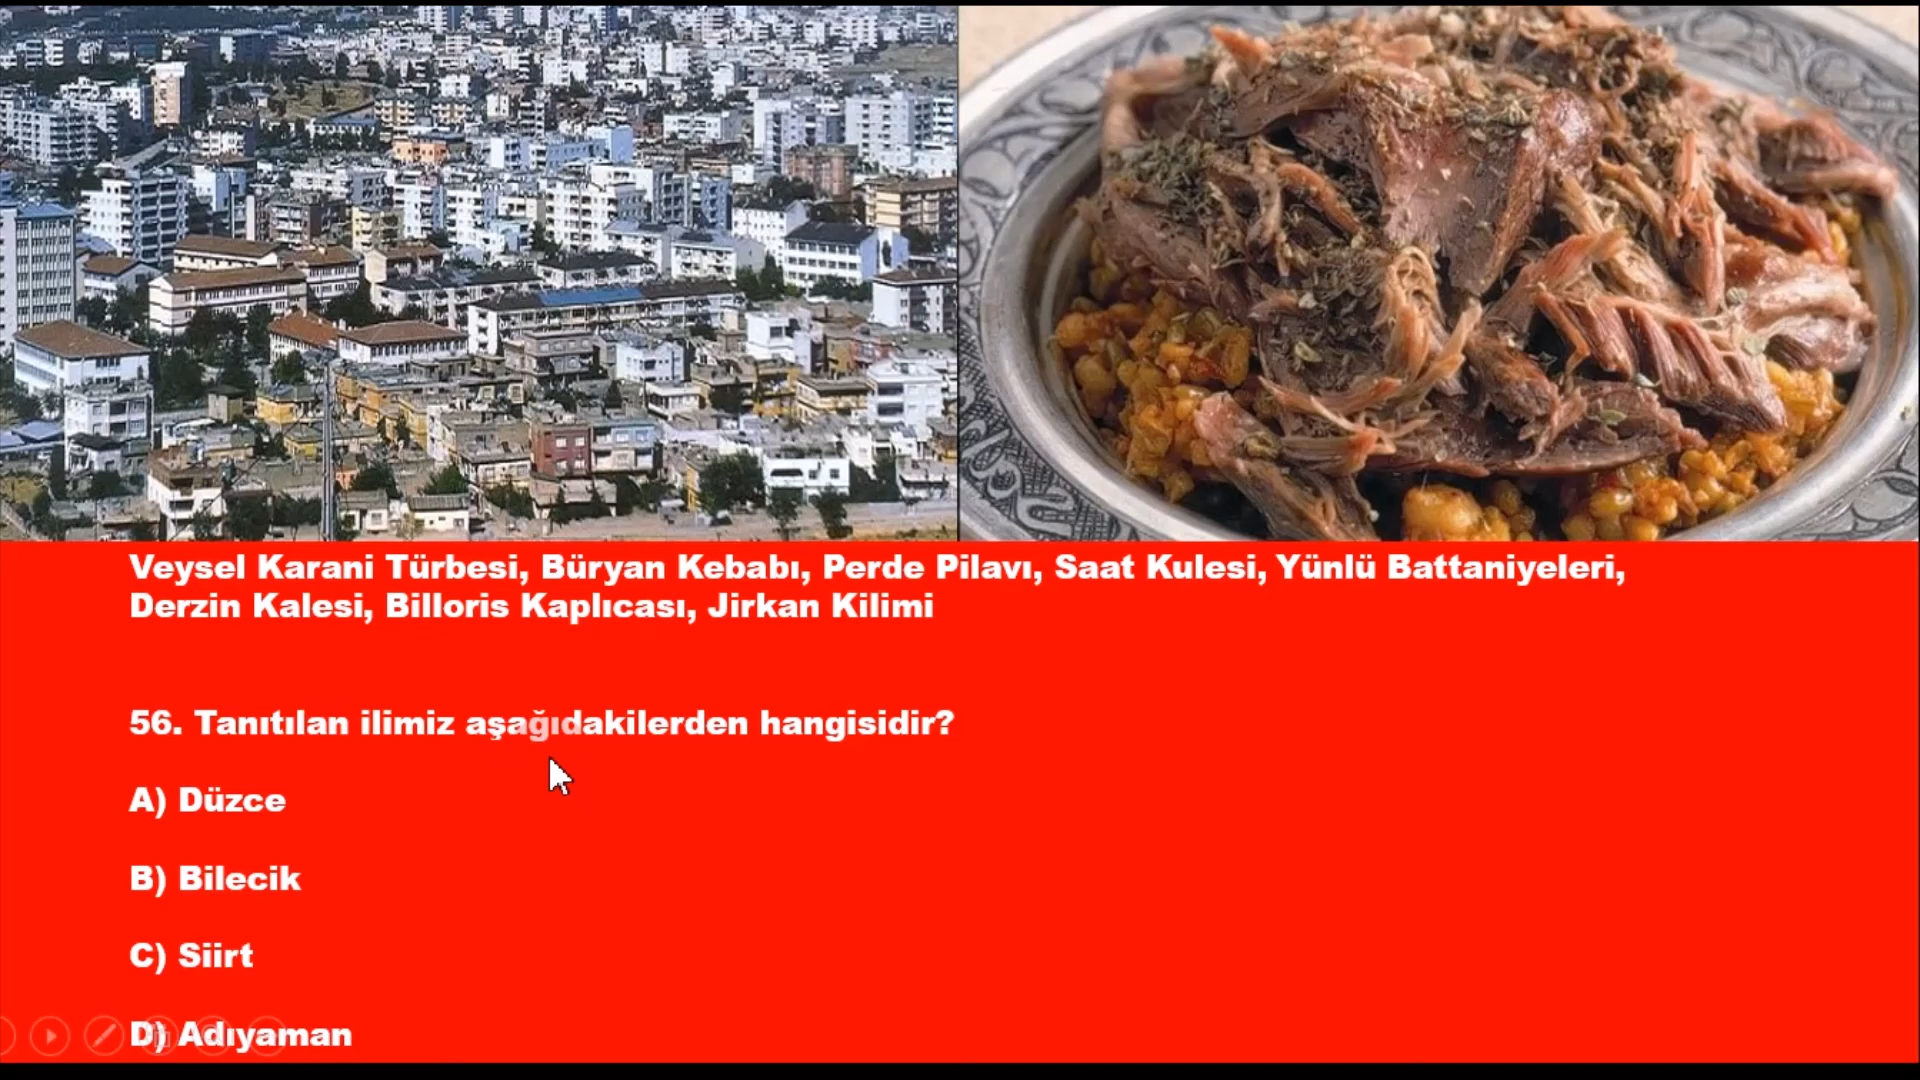 Veysel Karani Türbesi, Büryan Kebabı, Perde Pilavı, Saat Kulesi, Yünlü Battaniyeleri,
Derzin Kalesi, Billoris Kaplıcası, Jirkan Kilimi
56. Tanıtılan ilimiz aşağıdakilerden hangisidir?
A) Düzce
B) Bilecik
C) Siirt
D) Adıyaman